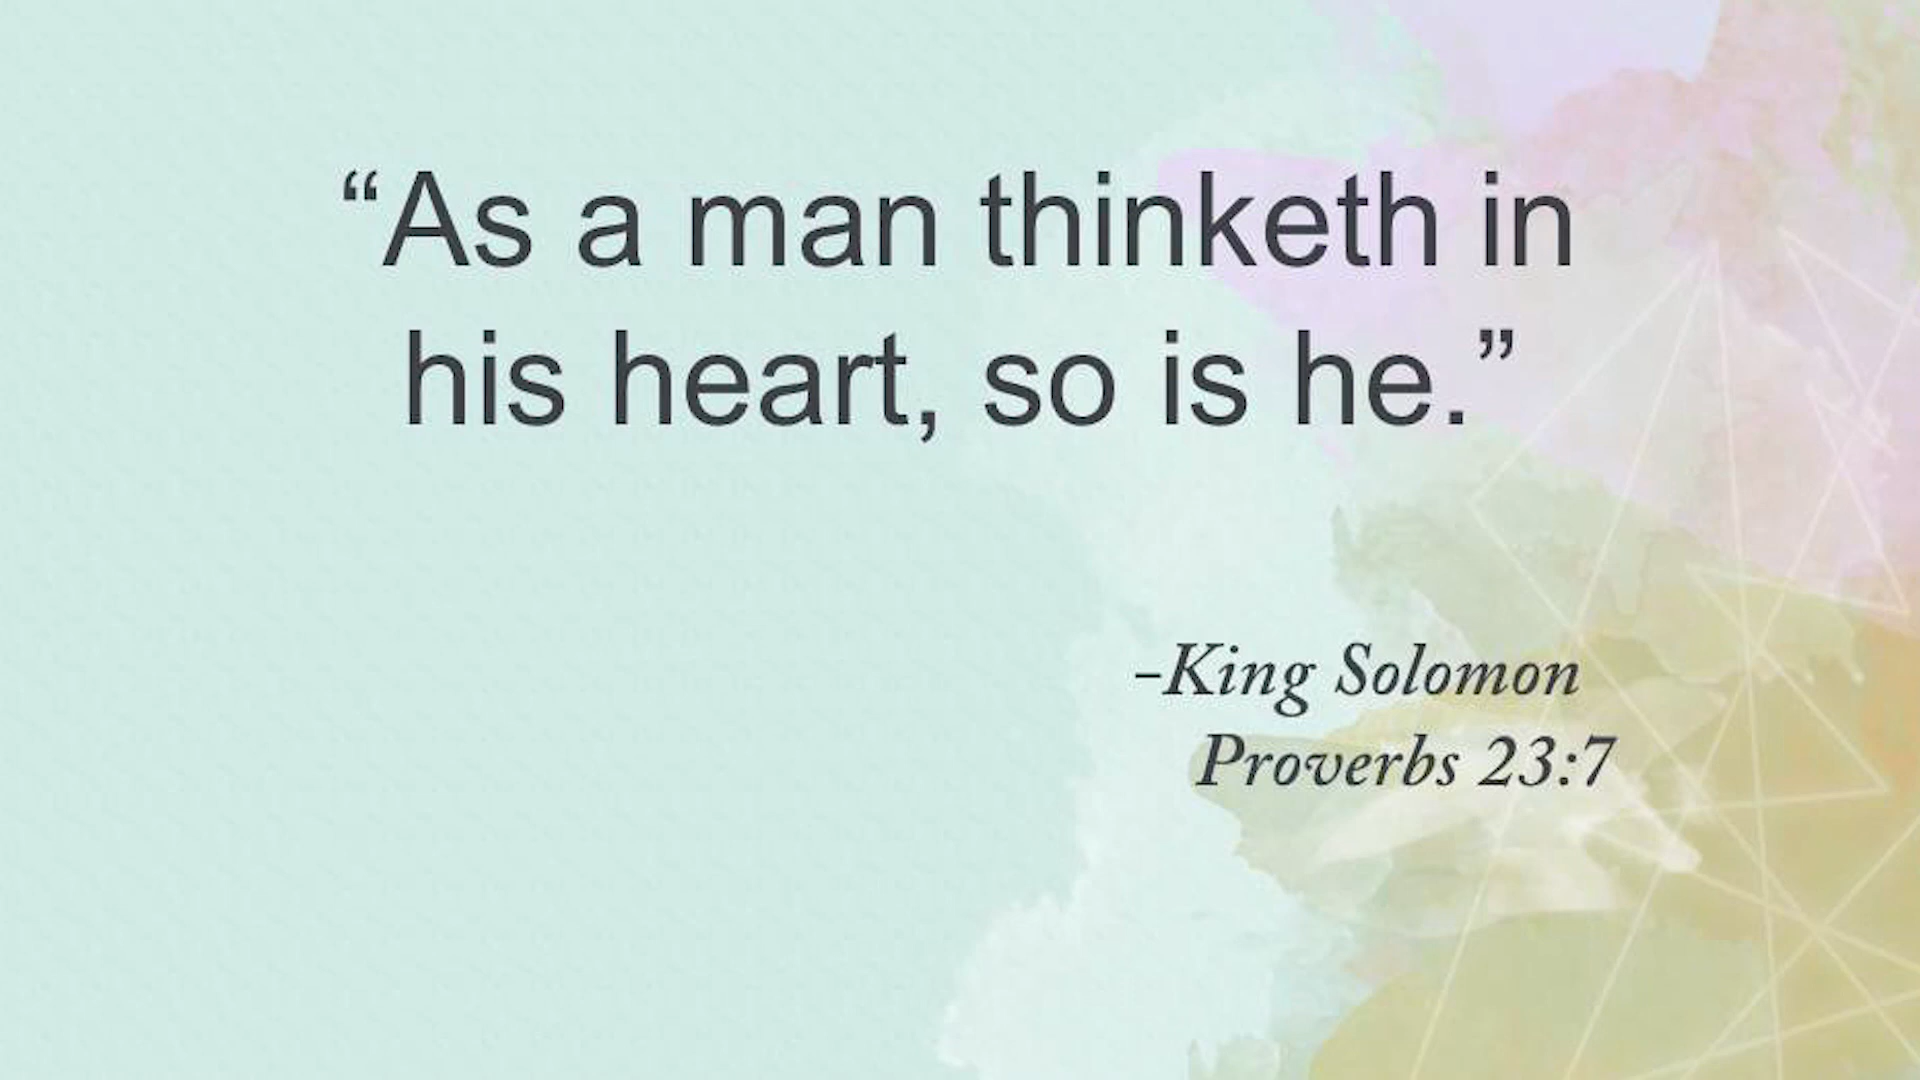 “As a man thinketh in
his heart, so is he.”
-King Solomon
Proverbs 23:7